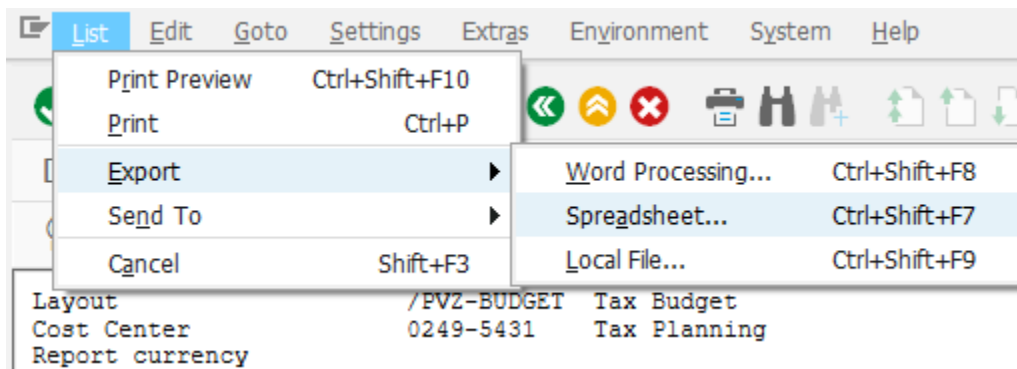 List Edit Goto Settings Extras Environment System Help
Print Preview Ctrl+Shift+F10
Print Ctrl+P
Export
Word Processing... Ctrl+Shift+F8
Send To
Spreadsheet... Ctrl+Shift+F7
Cancel Shift+F3
Local File... Ctrl+Shift+F9
Layout /PVZ-BUDGET Tax Budget
Cost Center 0249-5431 Tax Planning
Report currency